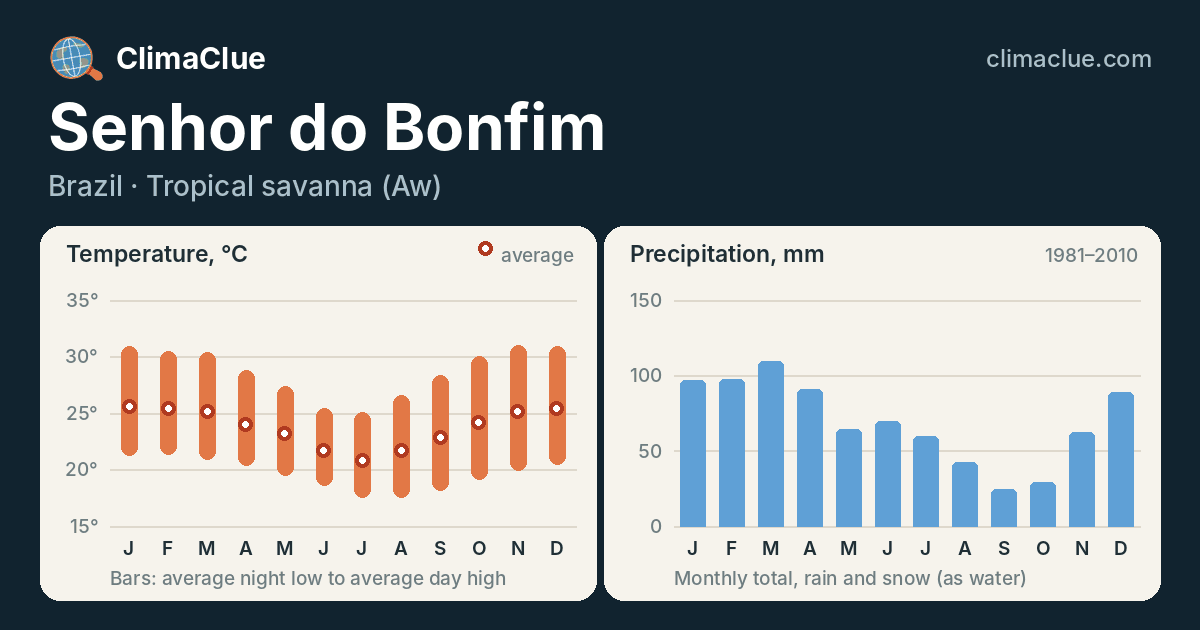 ClimaClue
climaclue.com
Senhor do Bonfim
Brazil · Tropical savanna (Aw)
Temperature, °C
average
35°
30°
25°
20°
15°
J F M A M J J A S O N D
Bars: average night low to average day high
Precipitation, mm
1981–2010
150
100
50
0
J F M A M J J A S O N D
Monthly total, rain and snow (as water)